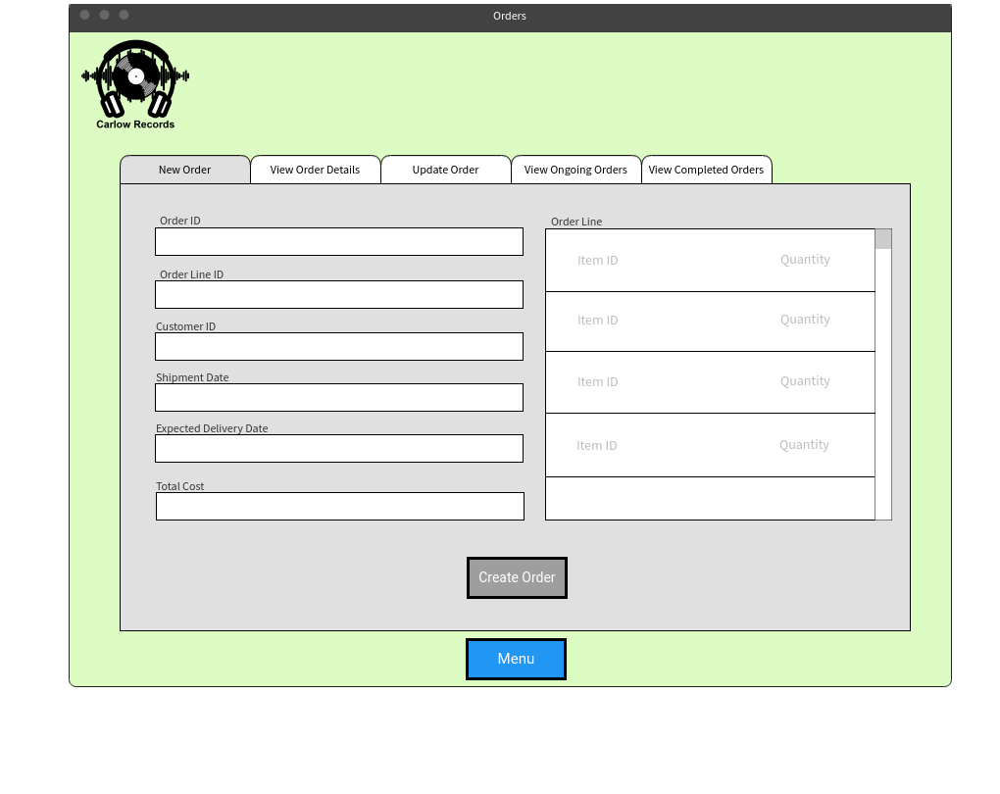 Orders
Carlow Records
New Order
View Order Details
Update Order
View Ongoing Orders
View Completed Orders
Order ID
Order Line ID
Customer ID
Shipment Date
Expected Delivery Date
Total Cost
Order Line
Item ID Quantity
Item ID Quantity
Item ID Quantity
Item ID Quantity
Create Order
Menu